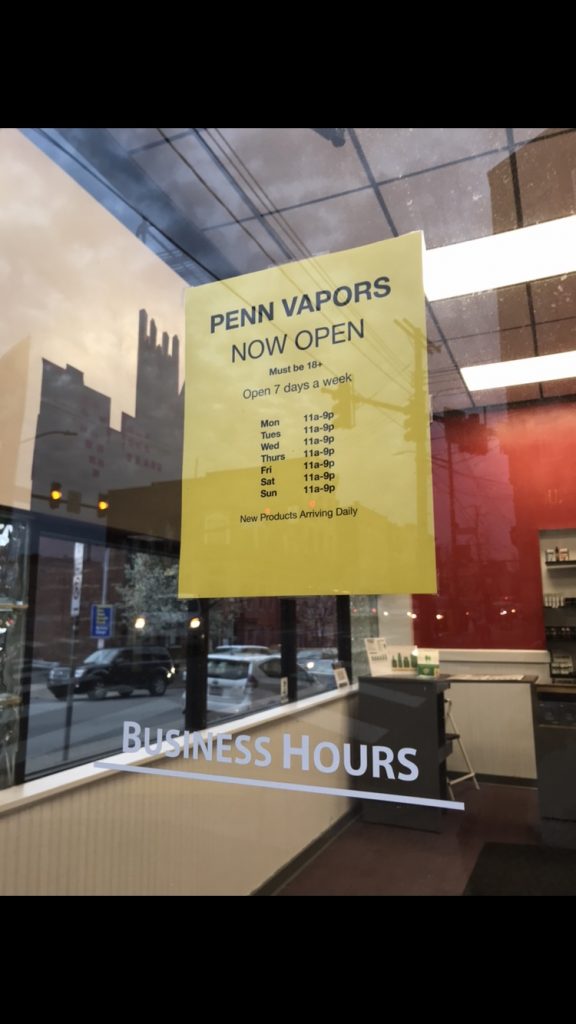 PENN VAPORS
NOW OPEN
Must be 18+
Open 7 days a week
Mon 11a-9p
Tues 11a-9p
Wed 11a-9p
Thurs 11a-9p
Fri 11a-9p
Sat 11a-9p
Sun 11a-9p
New Products Arriving Daily
BUSINESS HOURS